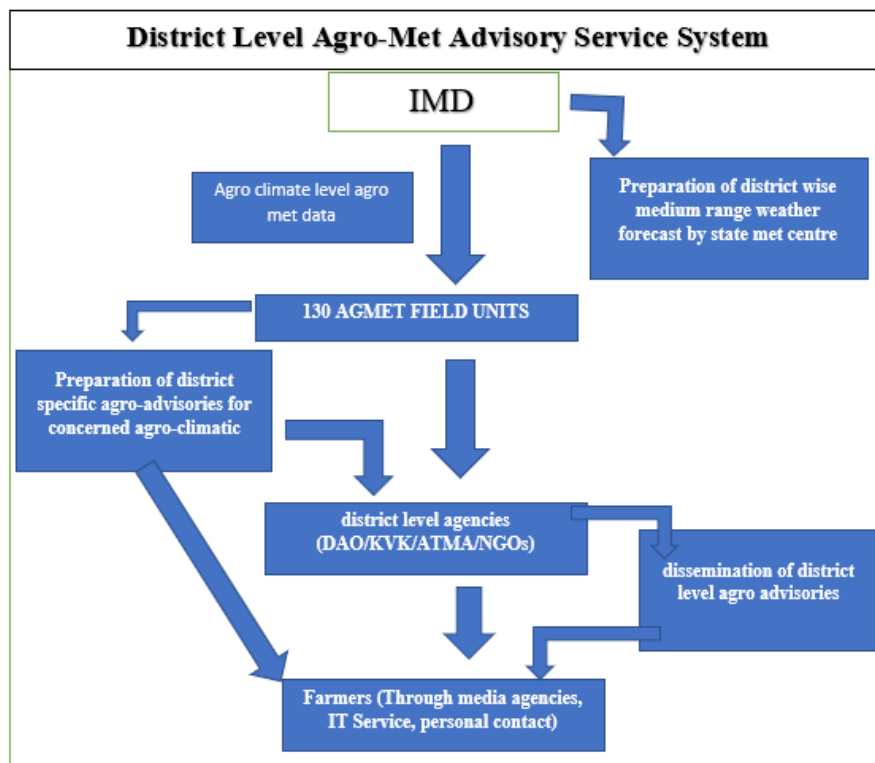 District Level Agro-Met Advisory Service System
IMD
Agro climate level agro
met data
Preparation of district wise
medium range weather
forecast by state met centre
130 AGMET FIELD UNITS
Preparation of district
specific agro-advisories for
concerned agro-climatic
district level agencies
(DAO/KVK/ATMA/NGOs)
dissemination of district
level agro advisories
Farmers (Through media agencies,
IT Service, personal contact)